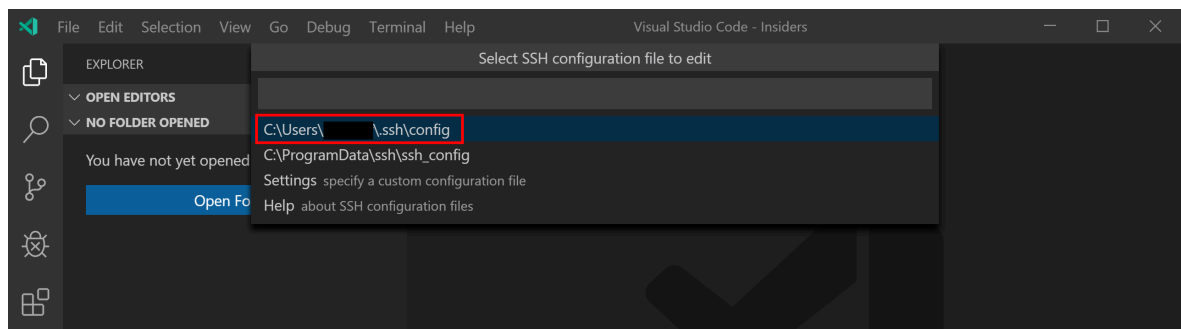 File Edit Selection View Go Debug Terminal Help Visual Studio Code - Insiders
Select SSH configuration file to edit
EXPLORER
OPEN EDITORS
NO FOLDER OPENED
C:\Users\ \.ssh\config
You have not yet opened
C:\ProgramData\ssh\ssh_config
Settings specify a custom configuration file
Open Fo
Help about SSH configuration files